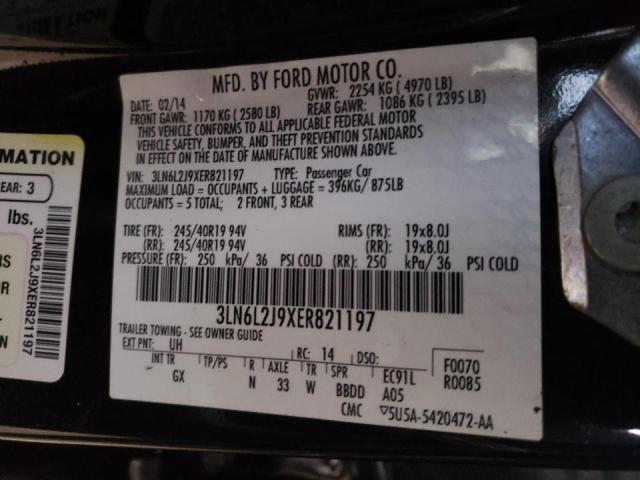 MFD. BY FORD MOTOR CO.
DATE: 02/14 GVWR: 2254 KG ( 4970 LB)
FRONT GAWR: 1170 KG ( 2580 LB) REAR GAWR: 1086 KG ( 2395 LB)
THIS VEHICLE CONFORMS TO ALL APPLICABLE FEDERAL MOTOR
VEHICLE SAFETY, BUMPER, AND THEFT PREVENTION STANDARDS
IN EFFECT ON THE DATE OF MANUFACTURE SHOWN ABOVE.
VIN: 3LN6L2J9XER821197 TYPE: Passenger Car
MAXIMUM LOAD = OCCUPANTS + LUGGAGE = 396KG/ 875LB
OCCUPANTS = 5 TOTAL; 2 FRONT, 3 REAR
TIRE (FR): 245/40R19 94V RIMS (FR): 19x8.0J
(RR): 245/40R19 94V (RR): 19x8.0J
PRESSURE (FR): 250 kPa/ 36 PSI COLD (RR): 250 kPa/ 36 PSI COLD
3LN6L2J9XER821197
TRAILER TOWING - SEE OWNER GUIDE
EXT PNT: UH RC: 14 DSO: F0070
R0085
INT TR TP/PS R AXLE TR SPR EC91L
GX N 33 W BBDD A05
CMC ▽5U5A-5420472-AA
RMATION
EAR: 3
lbs.
3LN6L2J9XER821197